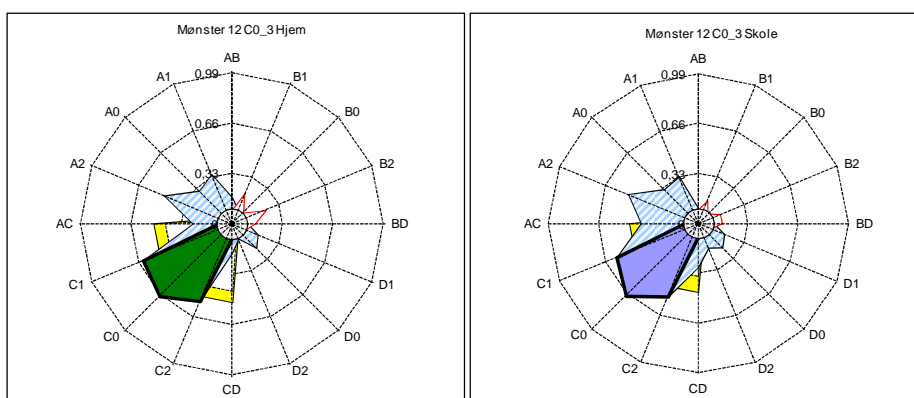 Mønster 12 C0_3 Hjem
AB
0,99
A1
B1
A0
0,66
B0
A2
0,33
B2
AC
BD
C1
D1
C0
D0
C2
D2
CD
Mønster 12 C0_3 Skole
AB
0,99
A1
B1
A0
0,66
B0
A2
0,33
B2
AC
BD
C1
D1
C0
D0
C2
D2
CD